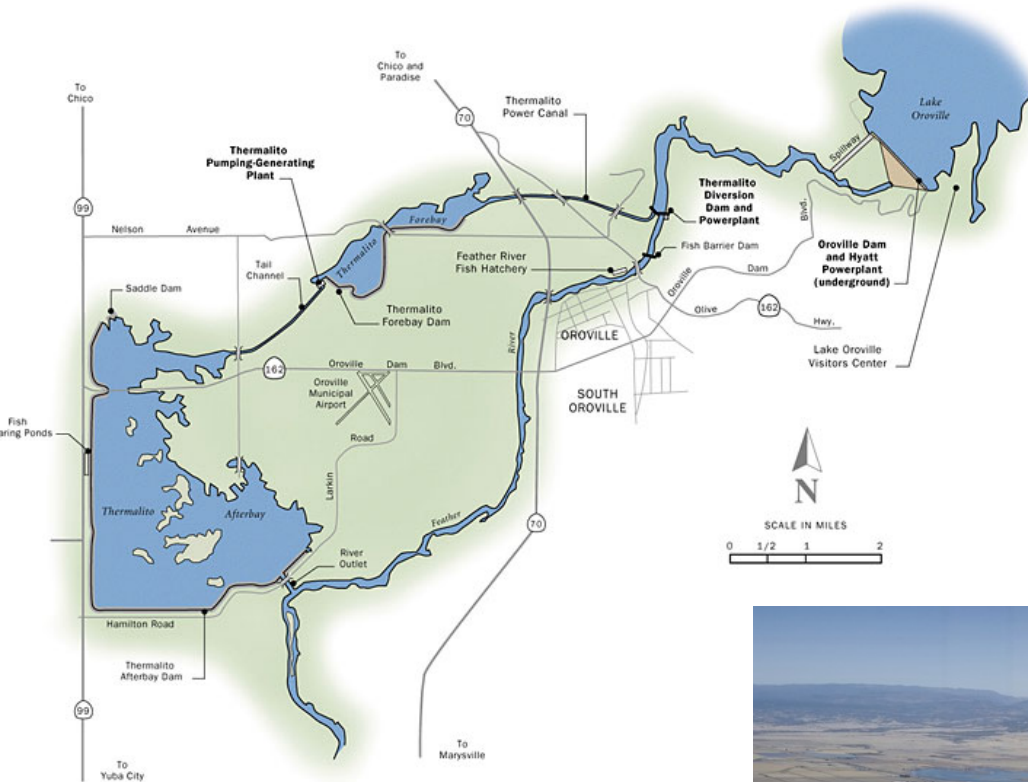 To
Chico
To
Chico and
Paradise
70
Thermalito
Power Canal
Lake
Oroville
Spillway
Thermalito
Pumping-Generating
Plant
99
Nelson Avenue
Forebay
Thermalito
Thermalito
Diversion
Dam and
Powerplant
Blvd.
Fish Barrier Dam
Feather River
Fish Hatchery
Oroville Dam
and Hyatt
Powerplant
(underground)
Tail
Channel
Saddle Dam
Thermalito
Forebay Dam
Oroville
Dam
Olive
162
Hwy.
River
OROVILLE
Lake Oroville
Visitors Center
162
Oroville Dam Blvd.
Oroville
Municipal
Airport
SOUTH
OROVILLE
Fish
aring Ponds
Road
Larkin
N
Thermalito
Afterbay
Feather
70
SCALE IN MILES
0 1/2 1 2
River
Outlet
Hamilton Road
Thermalito
Afterbay Dam
99
To
Yuba City
To
Marysville